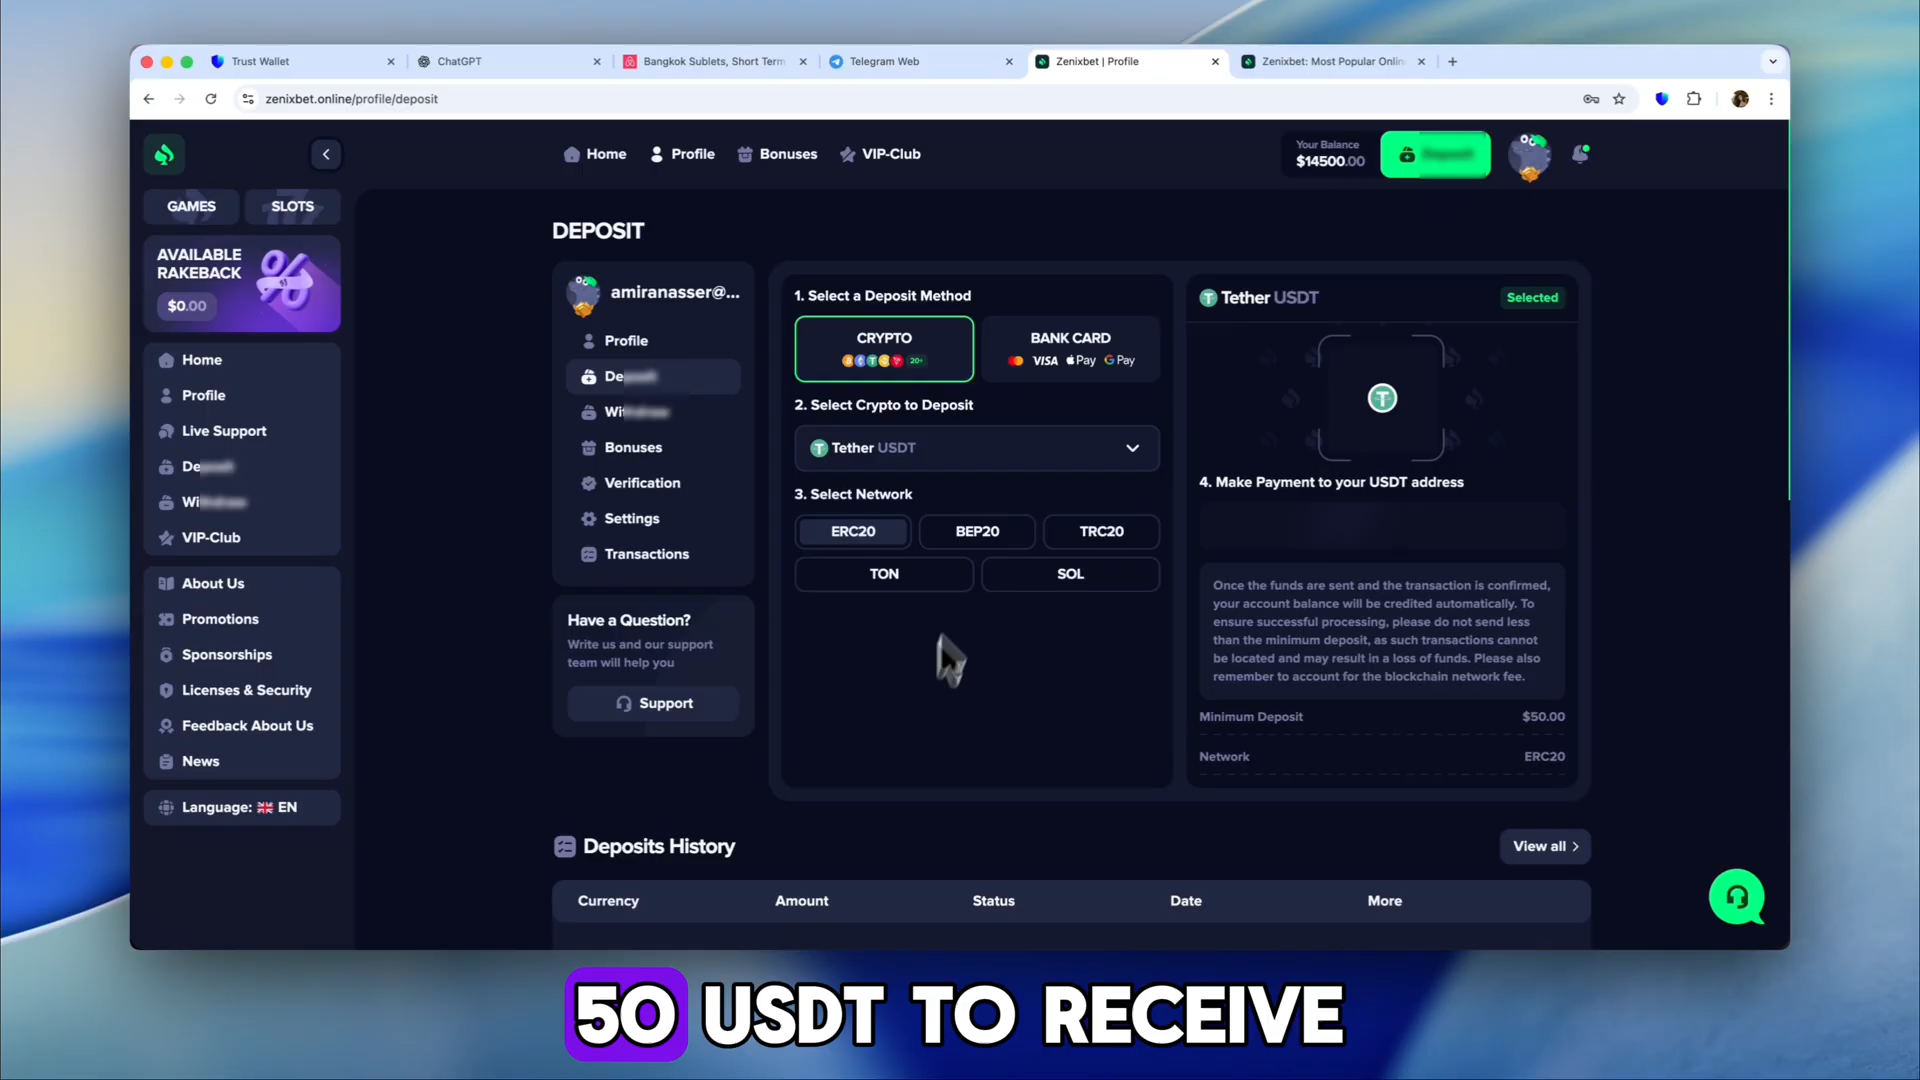 Trust Wallet
ChatGPT
Bangkok Sublets, Short Term
Telegram Web
Zenixbet | Profile
Zenixbet: Most Popular Onlin
zenixbet.online/profile/deposit
Home
Profile
Bonuses
VIP-Club
Your Balance
$14500.00
GAMES
SLOTS
AVAILABLE
RAKEBACK
$0.00
Home
Profile
Live Support
De
Wi
VIP-Club
About Us
Promotions
Sponsorships
Licenses & Security
Feedback About Us
News
Language: EN
DEPOSIT
amiranasser@...
Profile
De
Wit
Bonuses
Verification
Settings
Transactions
Have a Question?
Write us and our support
team will help you
Support
1. Select a Deposit Method
CRYPTO
20+
BANK CARD
VISA Pay G Pay
2. Select Crypto to Deposit
Tether USDT
3. Select Network
ERC20
BEP20
TRC20
TON
SOL
Tether USDT
Selected
4. Make Payment to your USDT address
Once the funds are sent and the transaction is confirmed,
your account balance will be credited automatically. To
ensure successful processing, please do not send less
than the minimum deposit, as such transactions cannot
be located and may result in a loss of funds. Please also
remember to account for the blockchain network fee.
Minimum Deposit $50.00
Network ERC20
Deposits History
View all
Currency Amount Status Date More
50 USDT TO RECEIVE